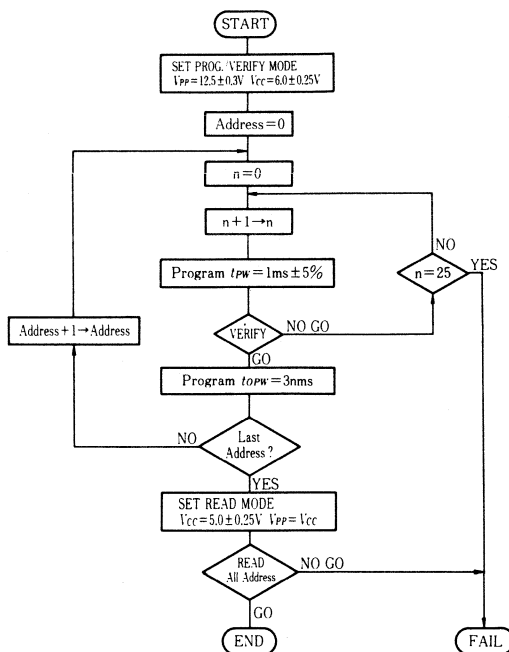 START
SET PROG./VERIFY MODE
VPP=12.5±0.3V VCC=6.0±0.25V
Address=0
n=0
n+1→n
Program tPW=1ms±5%
NO
n=25
YES
Address+1→Address
VERIFY
NO GO
GO
Program tOPW=3nms
NO
Last
Address?
YES
SET READ MODE
VCC=5.0±0.25V VPP=VCC
READ
All Address
NO GO
GO
END
FAIL